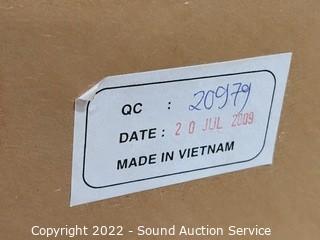 QC : 20979
DATE : 20 JUL 2009
MADE IN VIETNAM
Copyright 2022 - Sound Auction Service